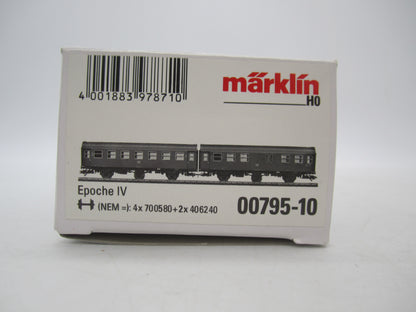 4 001883 978710
märklin
H0
Epoche IV
(NEM =): 4x 700580+2x 406240
00795-10